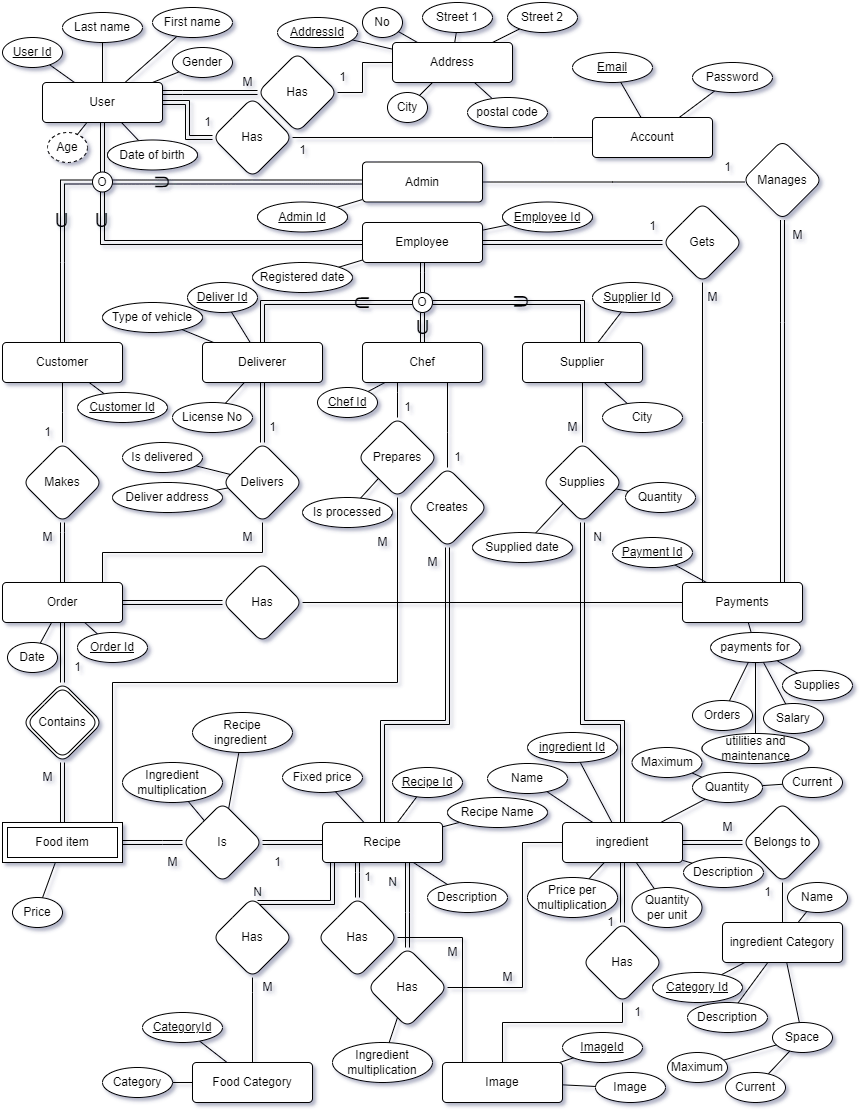 First name
Last name
User Id
Gender
User
Age
Date of birth
M
Has
1
AddressId
No
Street 1
Street 2
Address
City
postal code
1
Has
1
Email
Password
Account
O
Admin
Admin Id
1
Manages
M
Employee
Employee Id
Registered date
1
Gets
M
O
Customer
Customer Id
Deliver Id
Type of vehicle
Deliverer
License No
Chef
Chef Id
Supplier Id
Supplier
City
1
Makes
M
1
Is delivered
Delivers
Deliver address
M
1
Prepares
Is processed
M
1
Creates
M
M
Supplies
Quantity
Supplied date
N
Payment Id
Order
Date
Order Id
Has
Payments
payments for
Supplies
Orders
Salary
utilities and
maintenance
1
Contains
M
Food item
Price
Recipe
ingredient
Ingredient
multiplication
M
Is
1
Fixed price
Recipe Id
Recipe Name
Recipe
Description
ingredient Id
Name
ingredient
Maximum
Quantity
Current
Description
Price per
multiplication
Quantity
per unit
M
Belongs to
1
Name
ingredient Category
Category Id
Description
Space
Maximum
Current
N
Has
M
1
Has
M
N
Has
M
Ingredient
multiplication
1
Has
1
CategoryId
Category
Food Category
ImageId
Image
Image